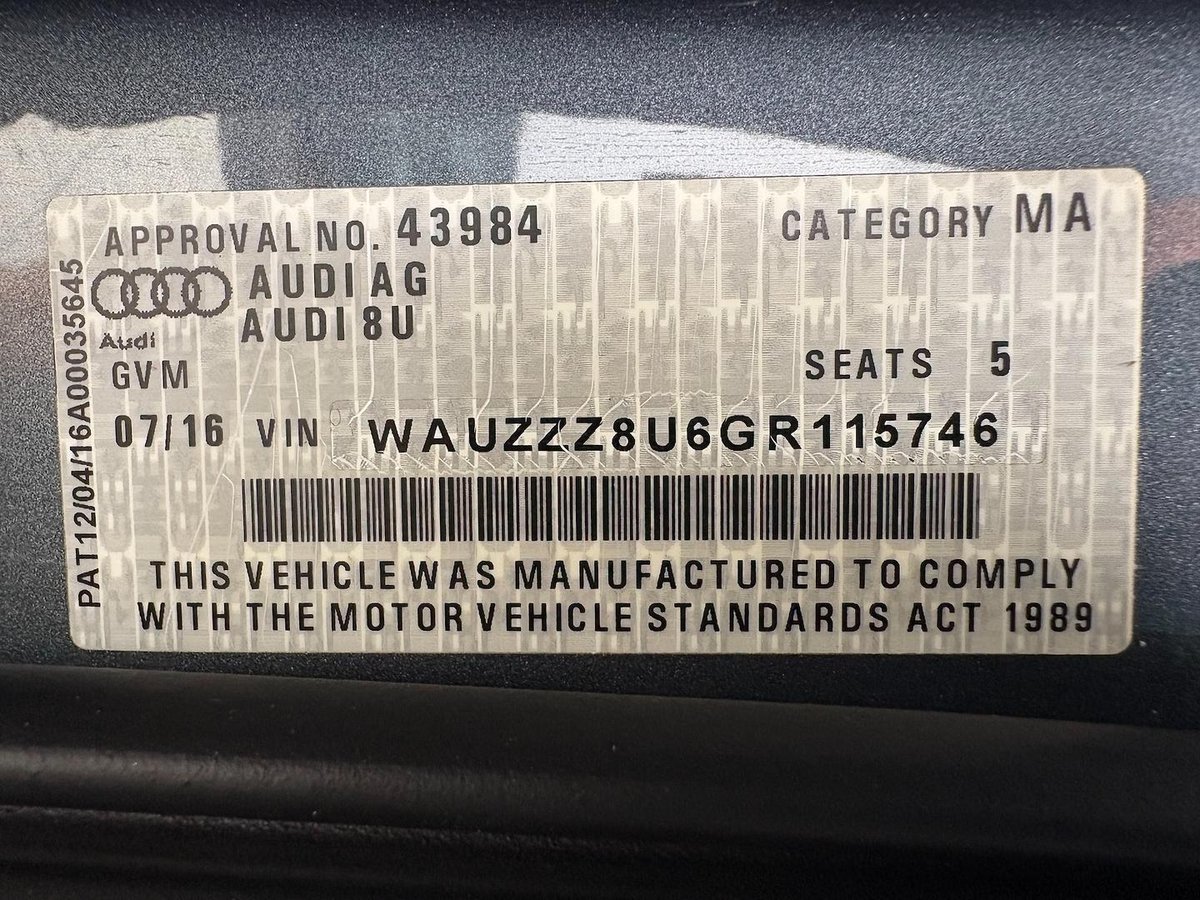 APPROVAL NO. 43984 CATEGORY MA
AUDI AG
AUDI 8U
Audi
GVM SEATS 5
07/16 VIN WAUZZZ8U6GR115746
THIS VEHICLE WAS MANUFACTURED TO COMPLY
WITH THE MOTOR VEHICLE STANDARDS ACT 1989
PAT12/04/16A00035645